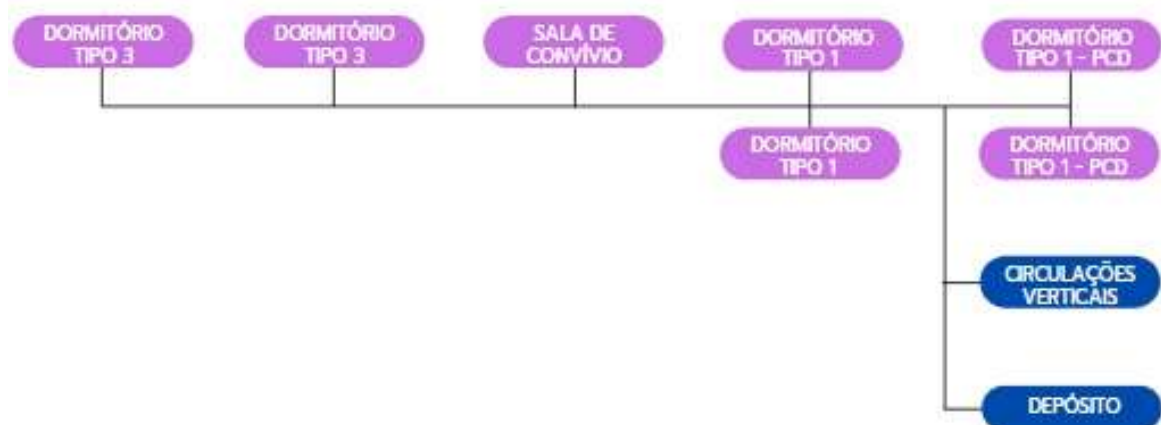 DORMITÓRIO
TIPO 3
DORMITÓRIO
TIPO 3
SALA DE
CONVÍVIO
DORMITÓRIO
TIPO 1
DORMITÓRIO
TIPO 1 - PCD
DORMITÓRIO
TIPO 1
DORMITÓRIO
TIPO 1 - PCD
CIRCULAÇÕES
VERTICAIS
DEPÓSITO